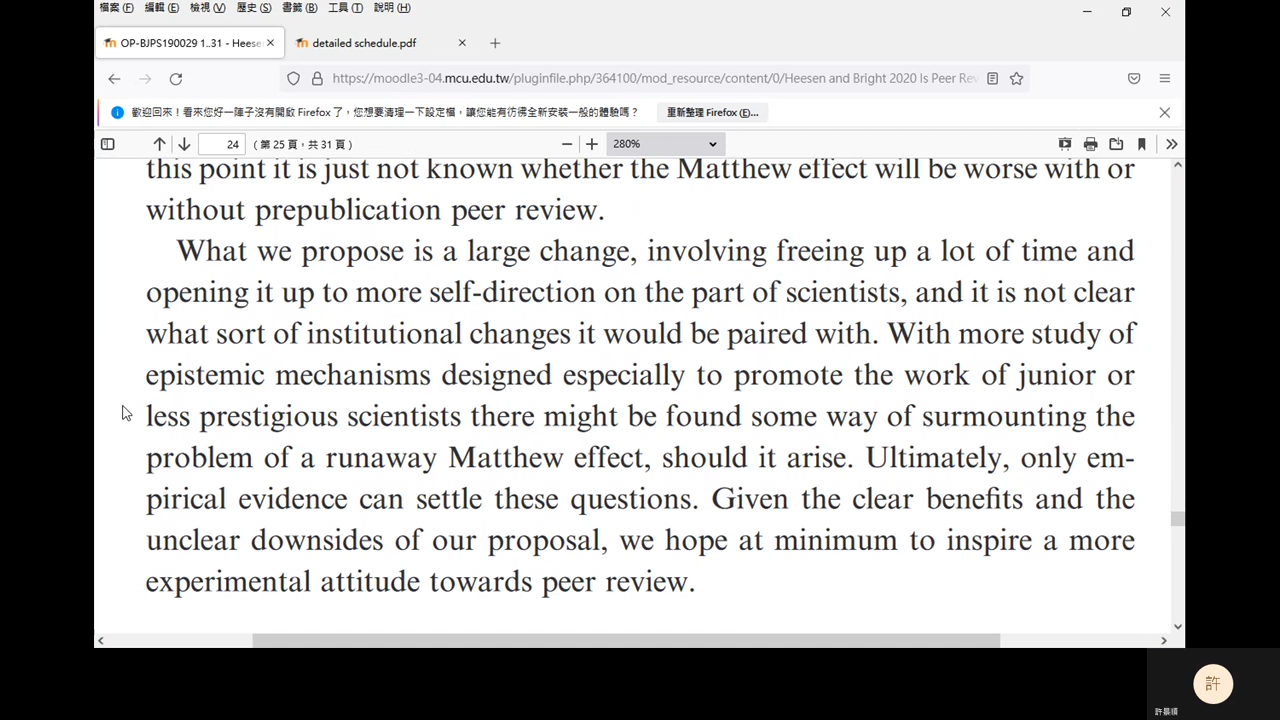 檔案(F) 編輯(E) 檢視(V) 歷史(S) 書籤(B) 工具(T) 說明(H)
OP-BJPS190029 1..31 - Heese
detailed schedule.pdf
https://moodle3-04.mcu.edu.tw/pluginfile.php/364100/mod_resource/content/0/Heesen and Bright 2020 Is Peer Rev
歡迎回來！看來您好一陣子沒有開啟 Firefox 了，您想要清理一下設定檔，讓您能有彷彿全新安裝一般的體驗嗎？ 重新整理 Firefox (E)...
24 (第 25 頁，共 31 頁) 280%
this point it is just not known whether the Matthew effect will be worse with or
without prepublication peer review.
What we propose is a large change, involving freeing up a lot of time and
opening it up to more self-direction on the part of scientists, and it is not clear
what sort of institutional changes it would be paired with. With more study of
epistemic mechanisms designed especially to promote the work of junior or
less prestigious scientists there might be found some way of surmounting the
problem of a runaway Matthew effect, should it arise. Ultimately, only em-
pirical evidence can settle these questions. Given the clear benefits and the
unclear downsides of our proposal, we hope at minimum to inspire a more
experimental attitude towards peer review.
許